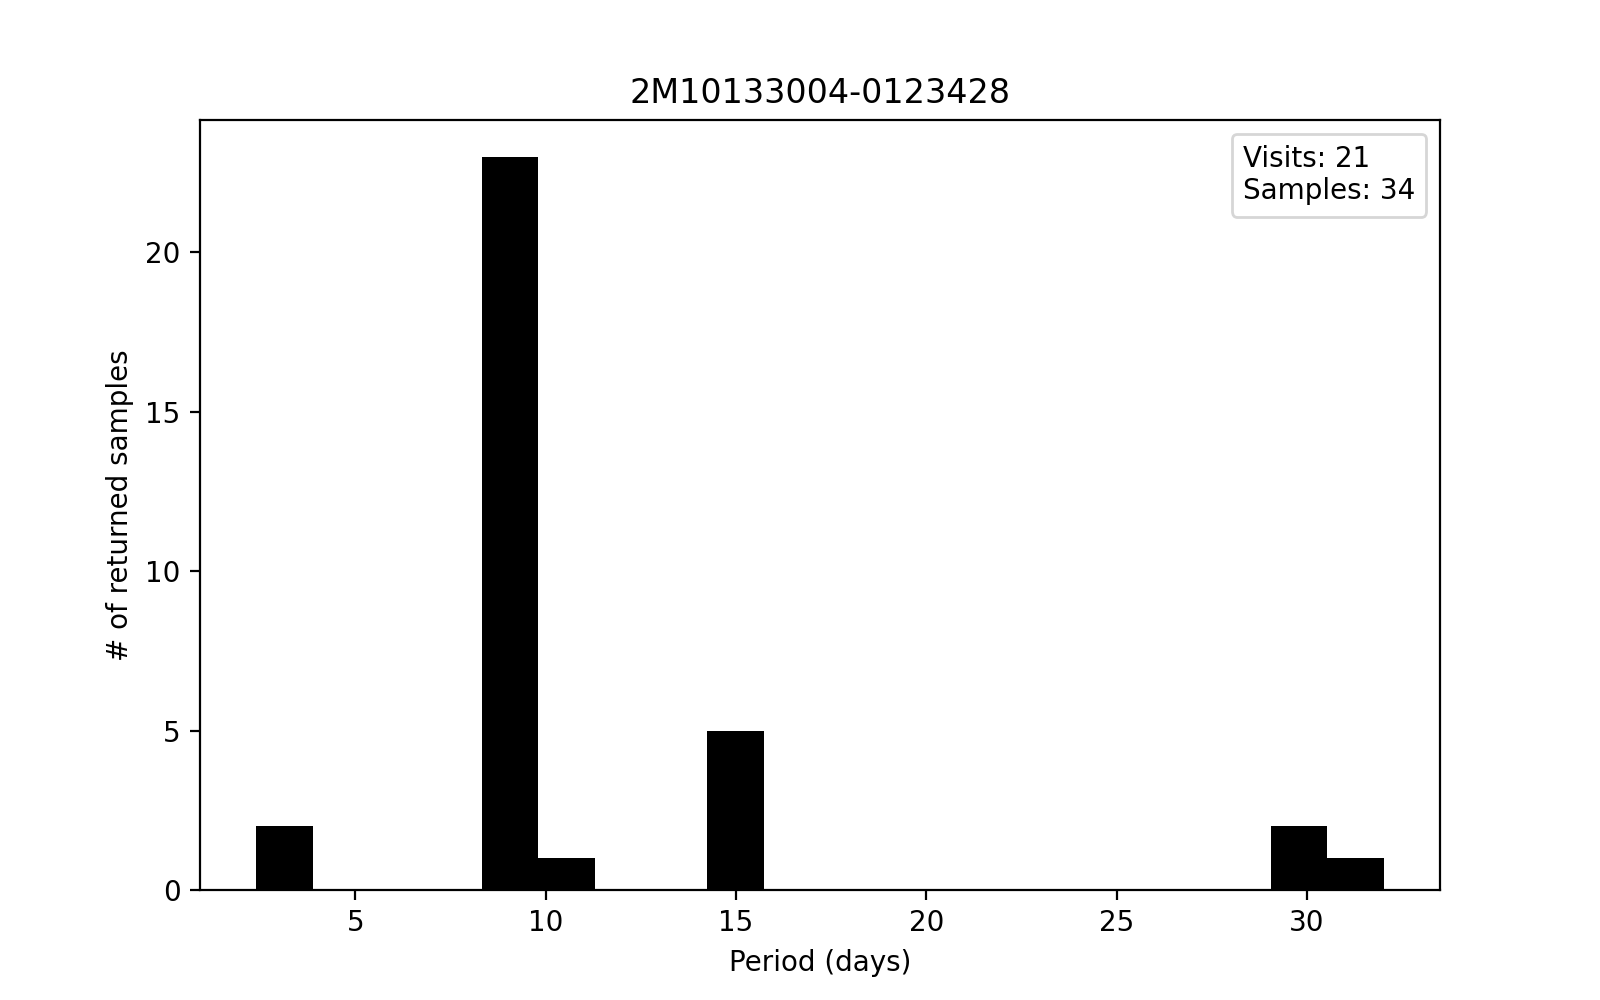 2M10133004-0123428
Visits: 21
Samples: 34
# of returned samples
20
15
10
5
0
5
10
15
20
25
30
Period (days)